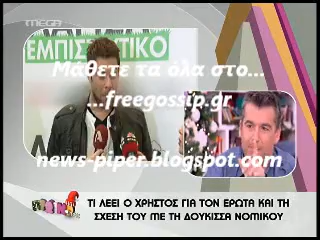 MEGA
ΕΜΠΙΣΤΕΥΤΙΚΟ
Μάθετε τα όλα στο...
...freegossip.gr
news-piper.blogspot.com
ΤΙ ΛΕΕΙ Ο ΧΡΗΣΤΟΣ ΓΙΑ ΤΟΝ ΕΡΩΤΑ ΚΑΙ ΤΗ
ΣΧΕΣΗ ΤΟΥ ΜΕ ΤΗ ΔΟΥΚΙΣΣΑ ΝΟΜΙΚΟΥ